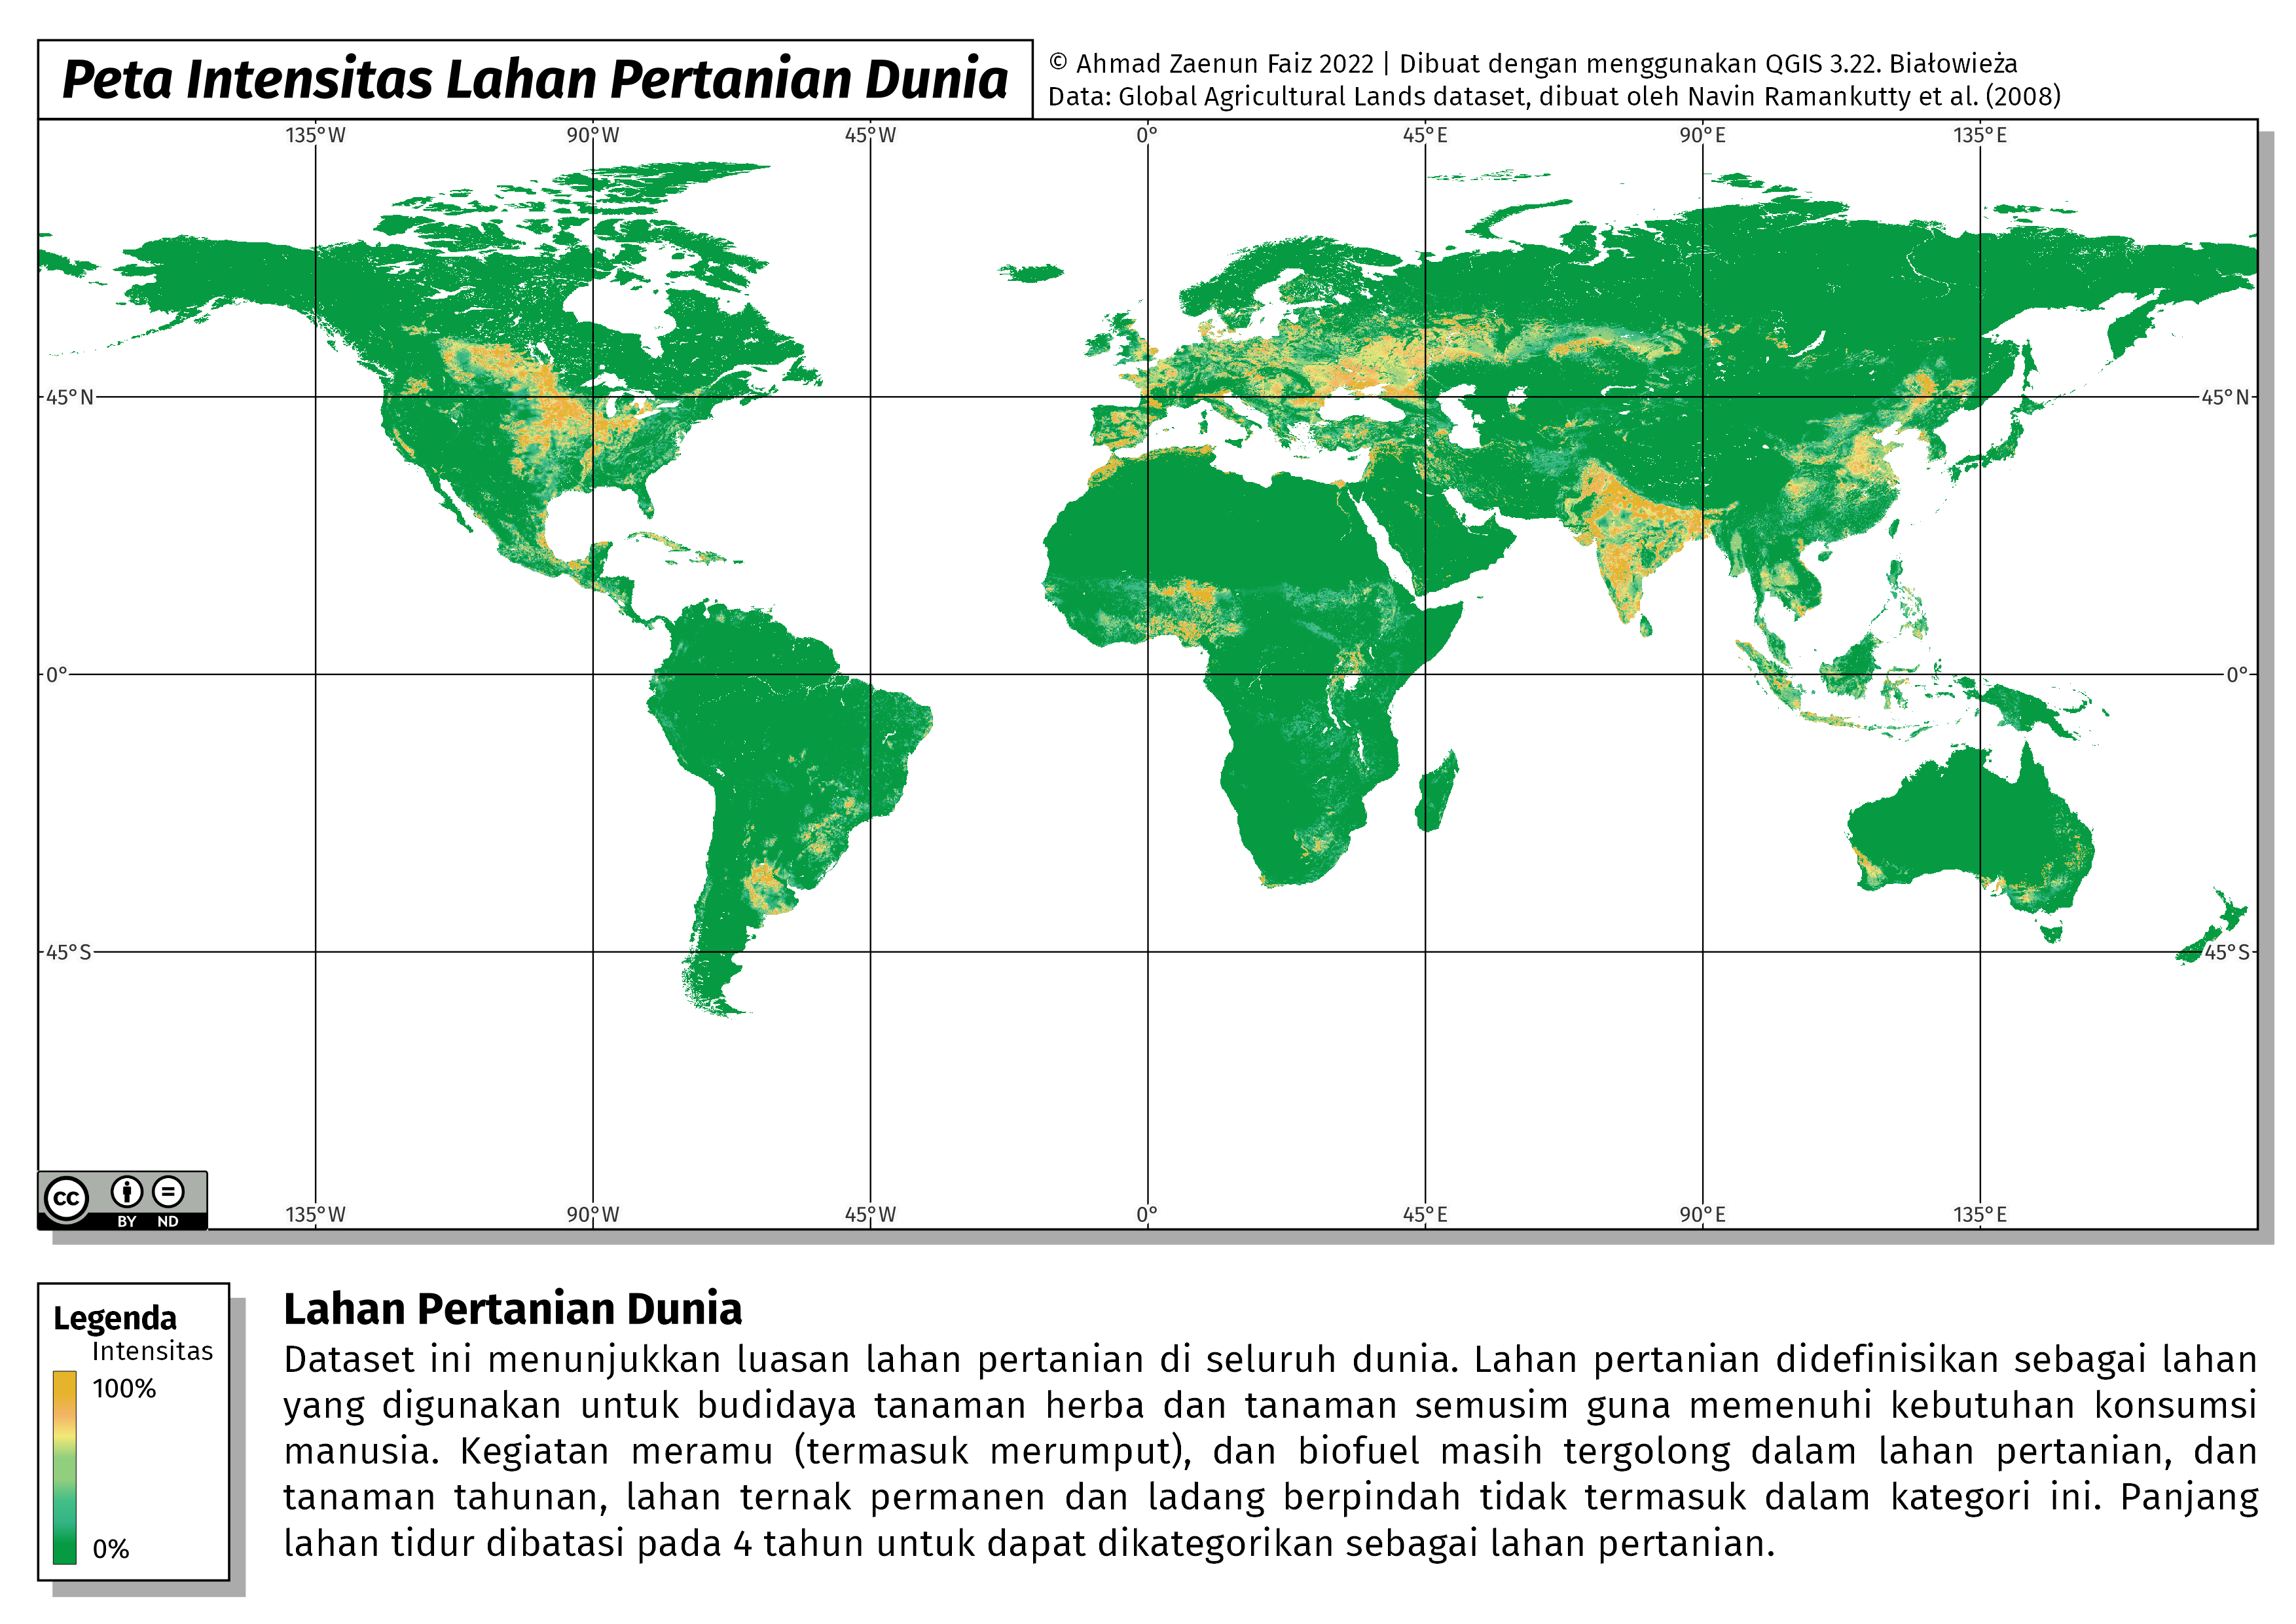 Peta Intensitas Lahan Pertanian Dunia
© Ahmad Zaenun Faiz 2022 | Dibuat dengan menggunakan QGIS 3.22. Białowieża
Data: Global Agricultural Lands dataset, dibuat oleh Navin Ramankutty et al. (2008)
135°W 90°W 45°W 0° 45°E 90°E 135°E
45°N 45°N
0° 0°
45°S 45°S
135°W 90°W 45°W 0° 45°E 90°E 135°E
cc
BY ND
Legenda
Intensitas
100%
0%
Lahan Pertanian Dunia
Dataset ini menunjukkan luasan lahan pertanian di seluruh dunia. Lahan pertanian didefinisikan sebagai lahan
yang digunakan untuk budidaya tanaman herba dan tanaman semusim guna memenuhi kebutuhan konsumsi
manusia. Kegiatan meramu (termasuk merumput), dan biofuel masih tergolong dalam lahan pertanian, dan
tanaman tahunan, lahan ternak permanen dan ladang berpindah tidak termasuk dalam kategori ini. Panjang
lahan tidur dibatasi pada 4 tahun untuk dapat dikategorikan sebagai lahan pertanian.